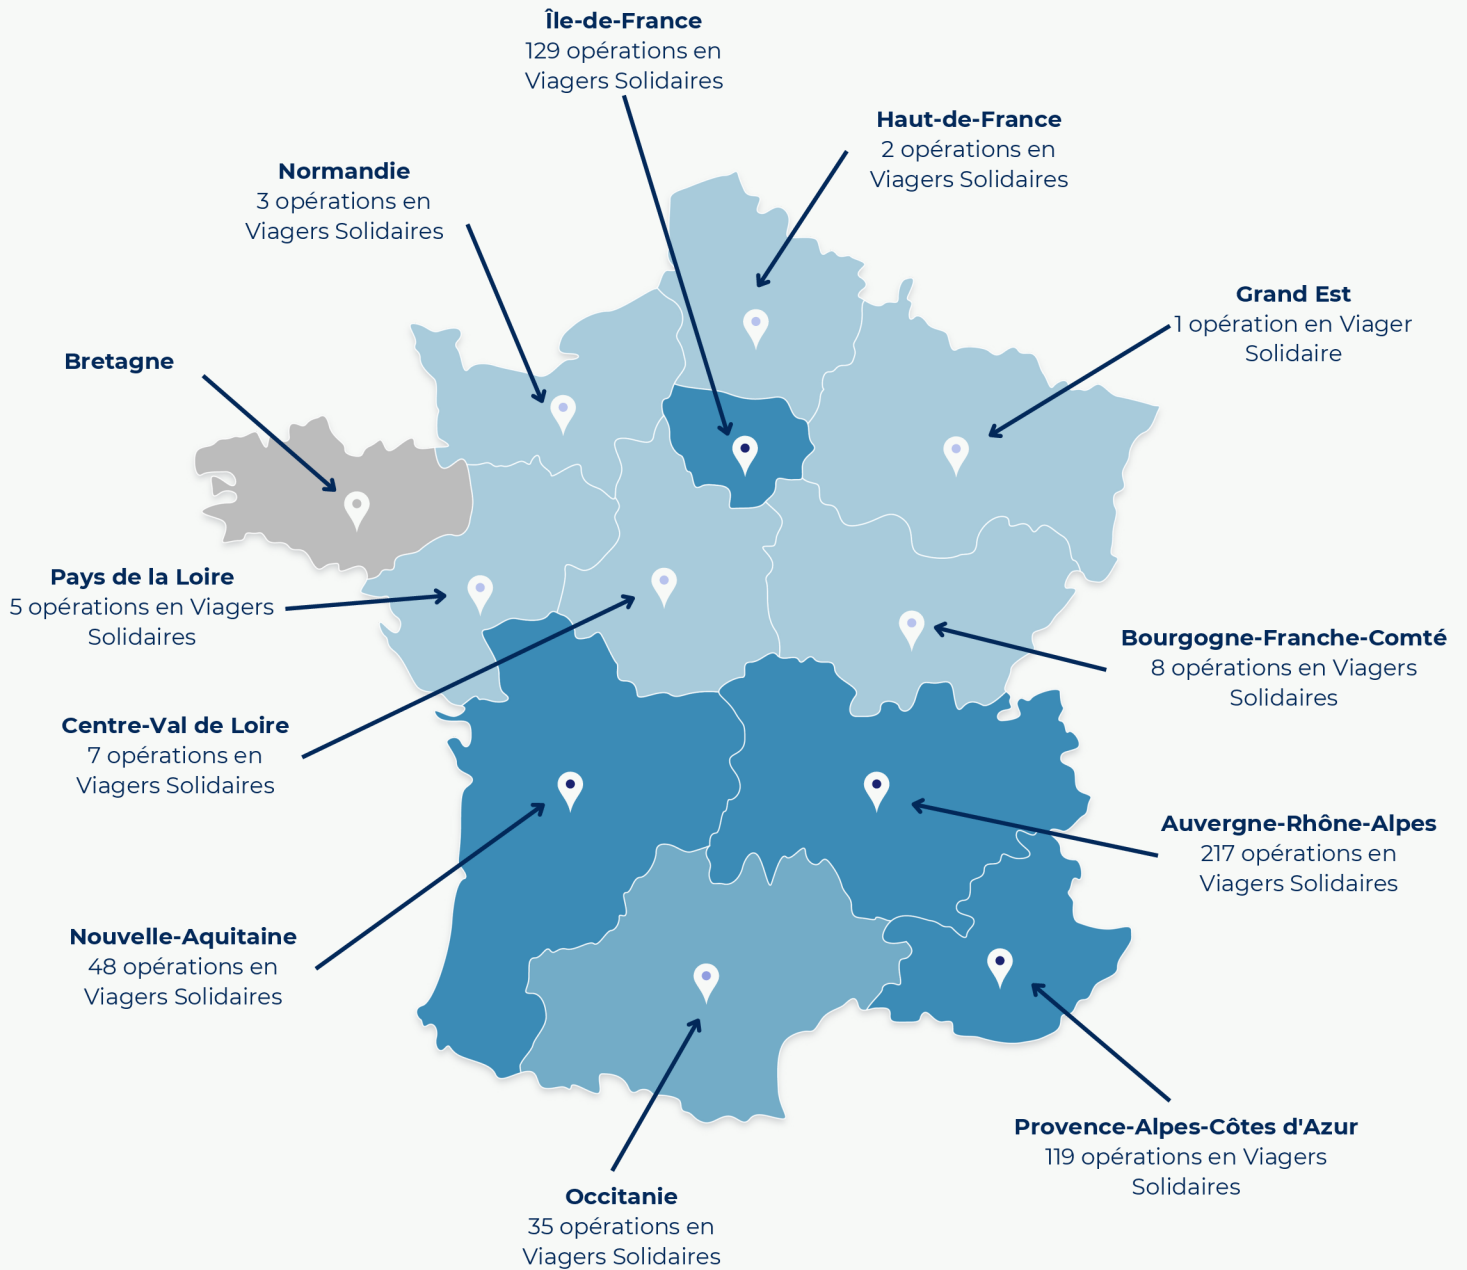 Île-de-France
129 opérations en
Viagers Solidaires
Haut-de-France
2 opérations en
Viagers Solidaires
Normandie
3 opérations en
Viagers Solidaires
Grand Est
1 opération en Viager
Solidaire
Bretagne
Pays de la Loire
5 opérations en Viagers
Solidaires
Bourgogne-Franche-Comté
8 opérations en Viagers
Solidaires
Centre-Val de Loire
7 opérations en
Viagers Solidaires
Auvergne-Rhône-Alpes
217 opérations en
Viagers Solidaires
Nouvelle-Aquitaine
48 opérations en
Viagers Solidaires
Provence-Alpes-Côtes d'Azur
119 opérations en Viagers
Solidaires
Occitanie
35 opérations en
Viagers Solidaires